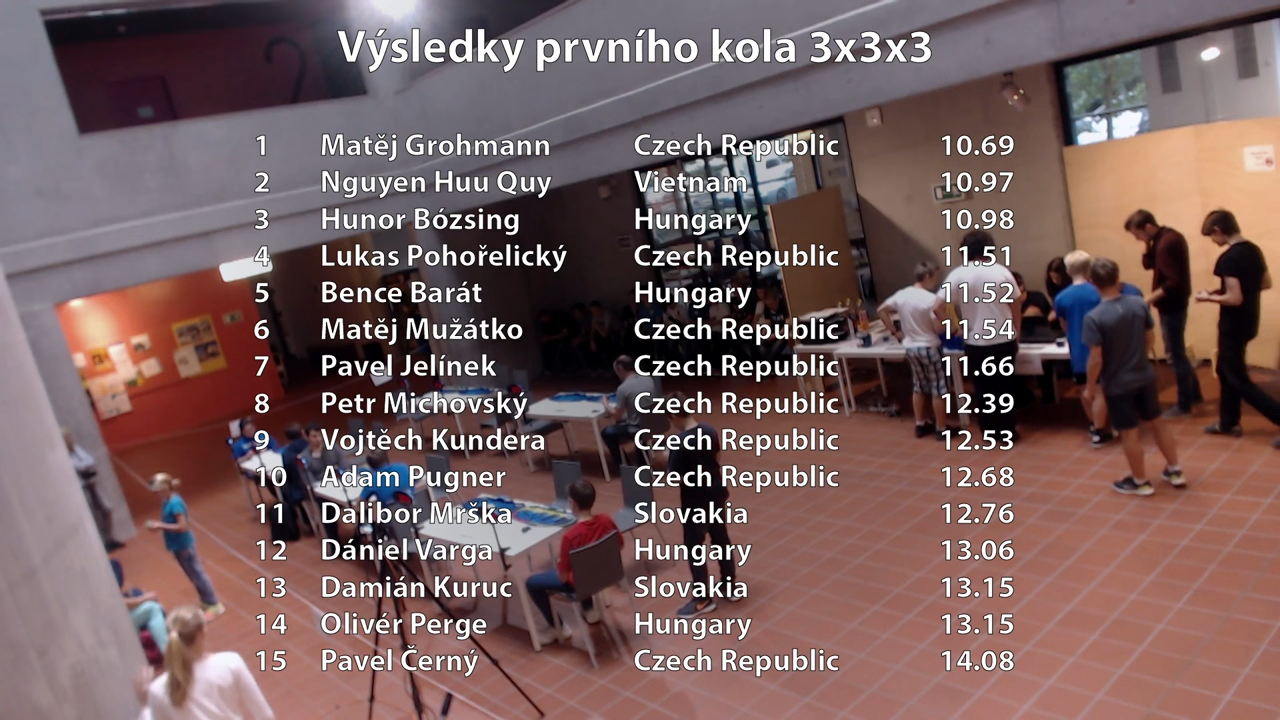 Výsledky prvního kola 3x3x3
1 Matěj Grohmann Czech Republic 10.69
2 Nguyen Huu Quy Vietnam 10.97
3 Hunor Bózsing Hungary 10.98
4 Lukas Pohořelický Czech Republic 11.51
5 Bence Barát Hungary 11.52
6 Matěj Mužátko Czech Republic 11.54
7 Pavel Jelínek Czech Republic 11.66
8 Petr Michovský Czech Republic 12.39
9 Vojtěch Kundera Czech Republic 12.53
10 Adam Pugner Czech Republic 12.68
11 Dalibor Mrška Slovakia 12.76
12 Dániel Varga Hungary 13.06
13 Damián Kuruc Slovakia 13.15
14 Olivér Perge Hungary 13.15
15 Pavel Černý Czech Republic 14.08